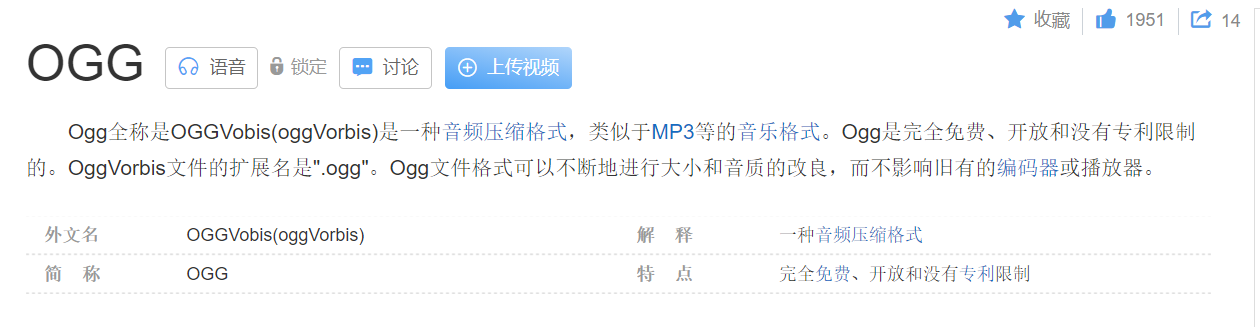 收藏 1951 14
OGG 语音 锁定 讨论 上传视频
Ogg全称是OGGVobis(oggVorbis)是一种音频压缩格式，类似于MP3等的音乐格式。Ogg是完全免费、开放和没有专利限制
的。OggVorbis文件的扩展名是".ogg"。Ogg文件格式可以不断地进行大小和音质的改良，而不影响旧有的编码器或播放器。
外文名 OGGVobis(oggVorbis) 解 释 一种音频压缩格式
简 称 OGG 特 点 完全免费、开放和没有专利限制